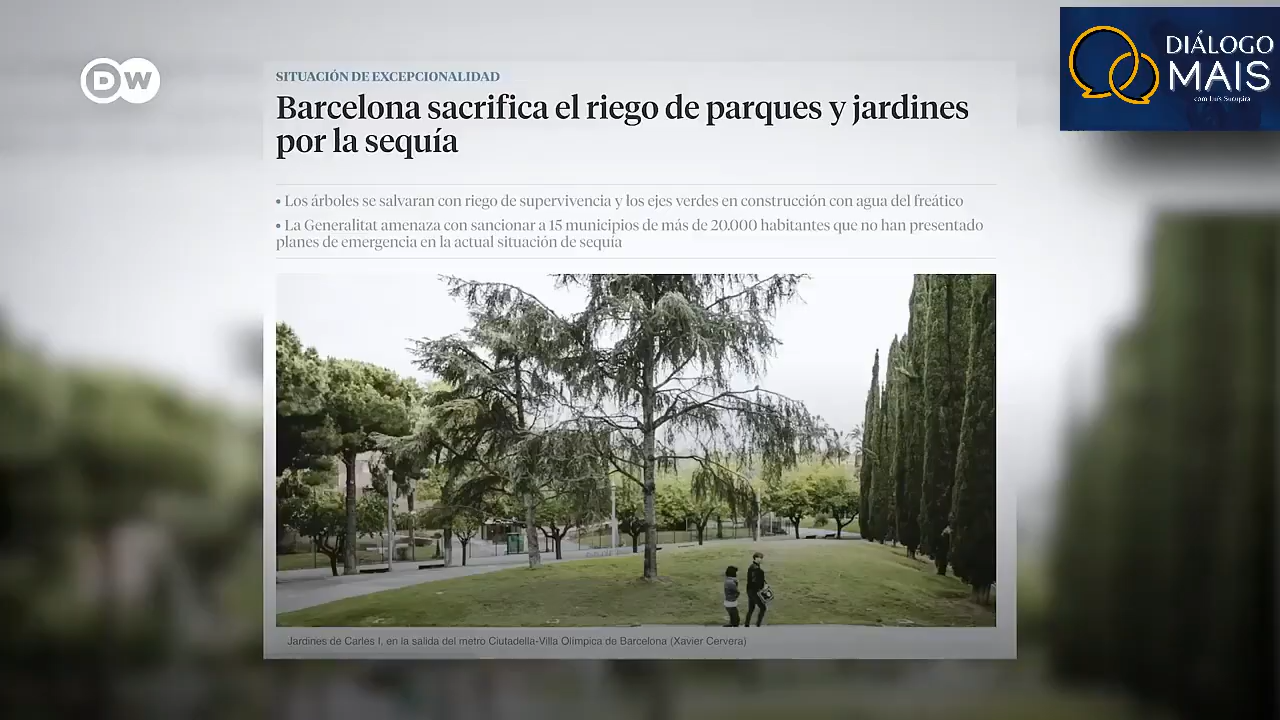 DW
DIÁLOGO
MAIS
com Luís Sucupira
SITUACIÓN DE EXCEPCIONALIDAD
Barcelona sacrifica el riego de parques y jardines
por la sequía
• Los árboles se salvaran con riego de supervivencia y los ejes verdes en construcción con agua del freático
• La Generalitat amenaza con sancionar a 15 municipios de más de 20.000 habitantes que no han presentado
planes de emergencia en la actual situación de sequía
Jardines de Carles I, en la salida del metro Ciutadella-Villa Olímpica de Barcelona (Xavier Cervera)